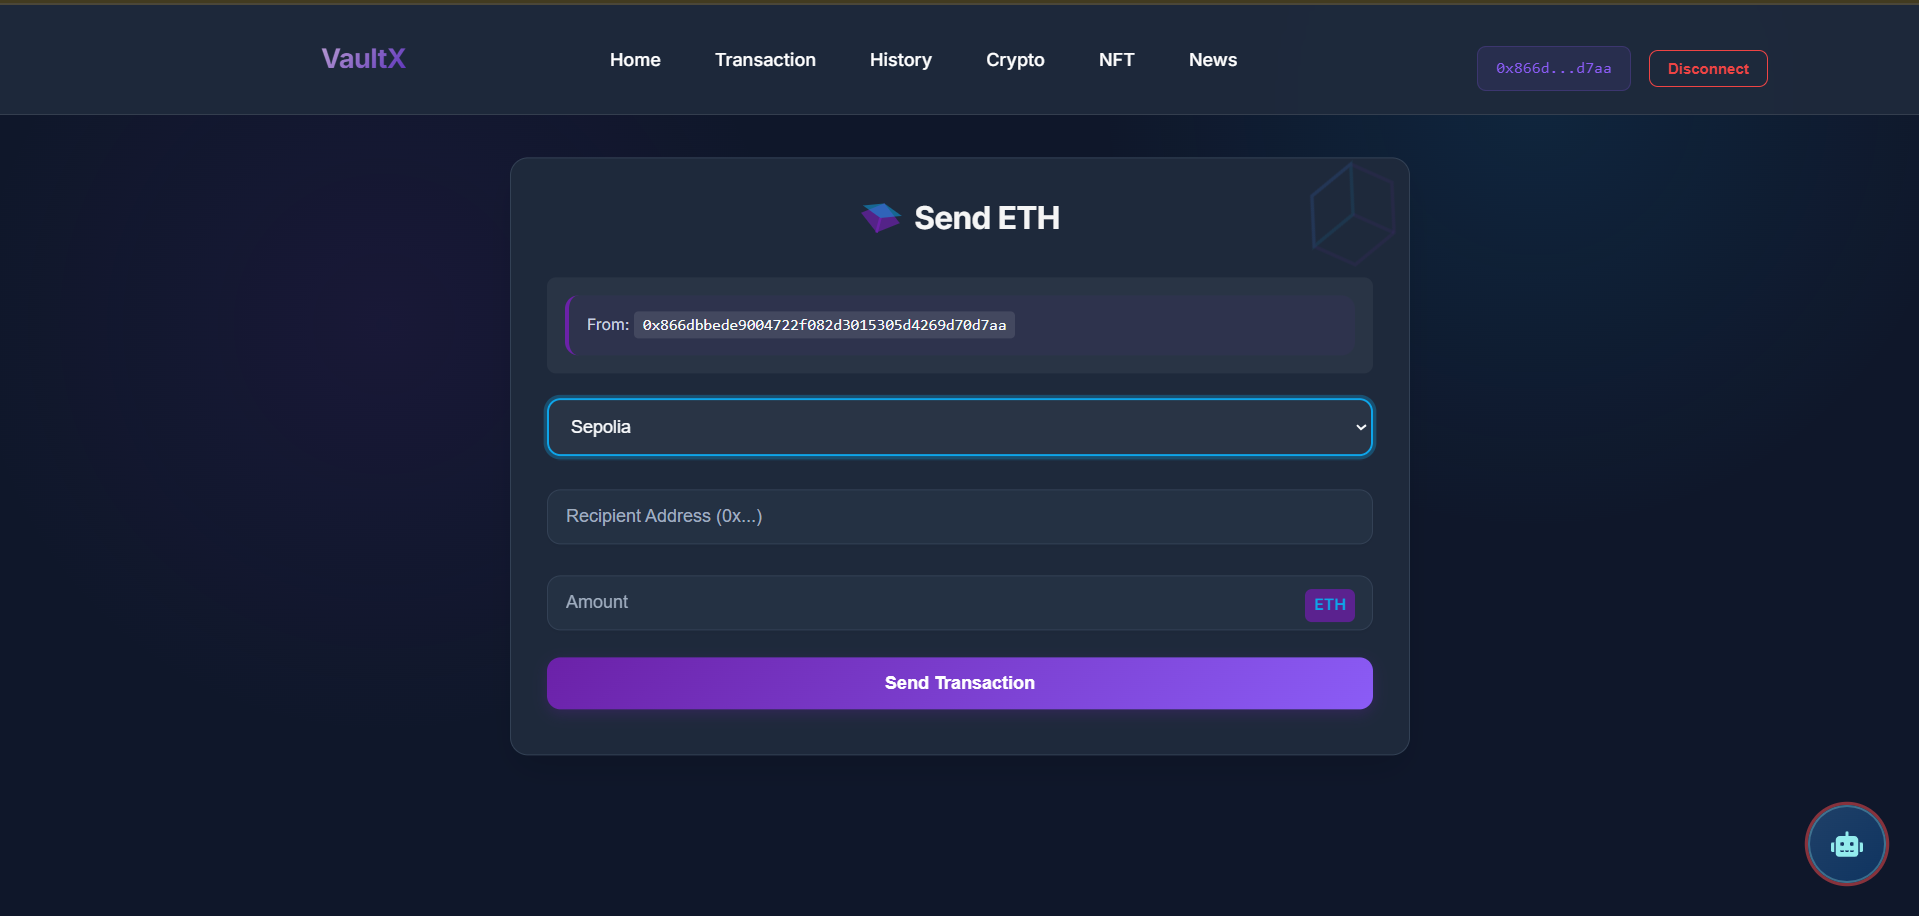 VaultX
Home Transaction History Crypto NFT News
0x866d...d7aa Disconnect
Send ETH
From: 0x866dbbede9004722f082d3015305d4269d70d7aa
Sepolia
Recipient Address (0x...)
Amount ETH
Send Transaction